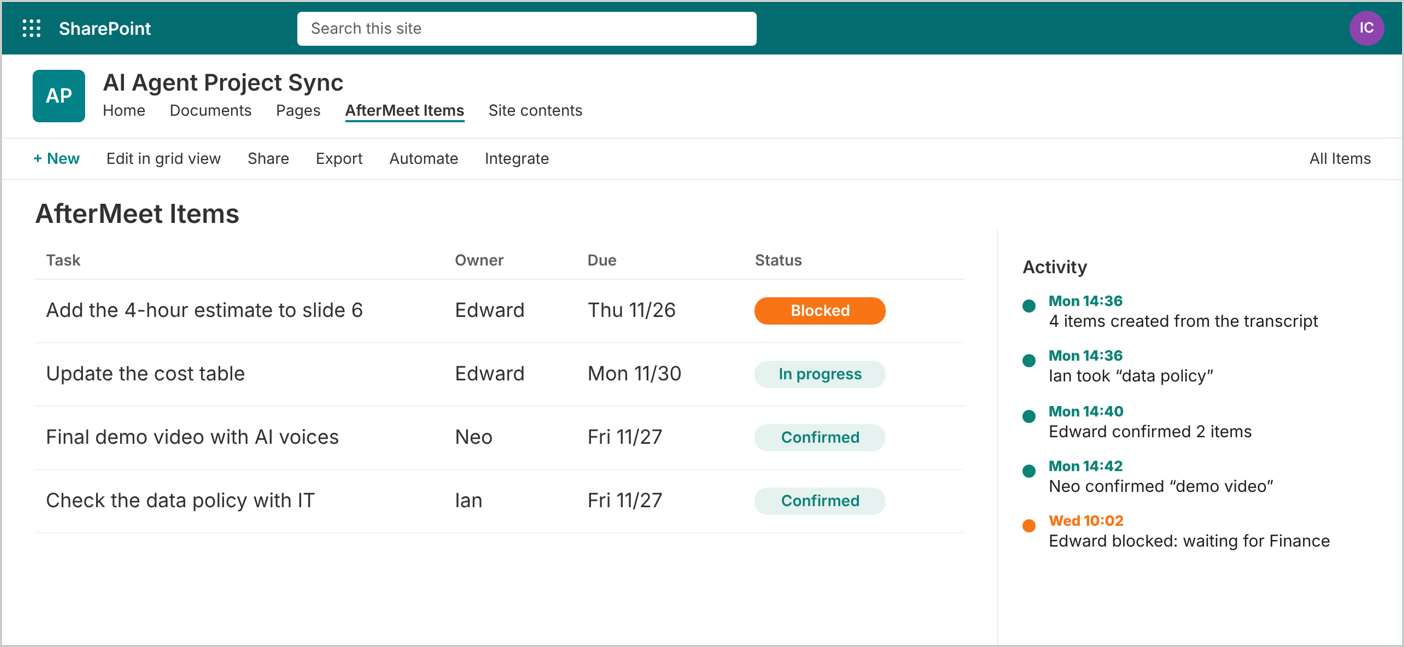 SharePoint
Search this site
IC
AP
AI Agent Project Sync
Home Documents Pages AfterMeet Items Site contents
+ New Edit in grid view Share Export Automate Integrate All Items
AfterMeet Items
Task Owner Due Status
Add the 4-hour estimate to slide 6 Edward Thu 11/26 Blocked
Update the cost table Edward Mon 11/30 In progress
Final demo video with AI voices Neo Fri 11/27 Confirmed
Check the data policy with IT Ian Fri 11/27 Confirmed
Activity
Mon 14:36
4 items created from the transcript
Mon 14:36
Ian took “data policy”
Mon 14:40
Edward confirmed 2 items
Mon 14:42
Neo confirmed “demo video”
Wed 10:02
Edward blocked: waiting for Finance